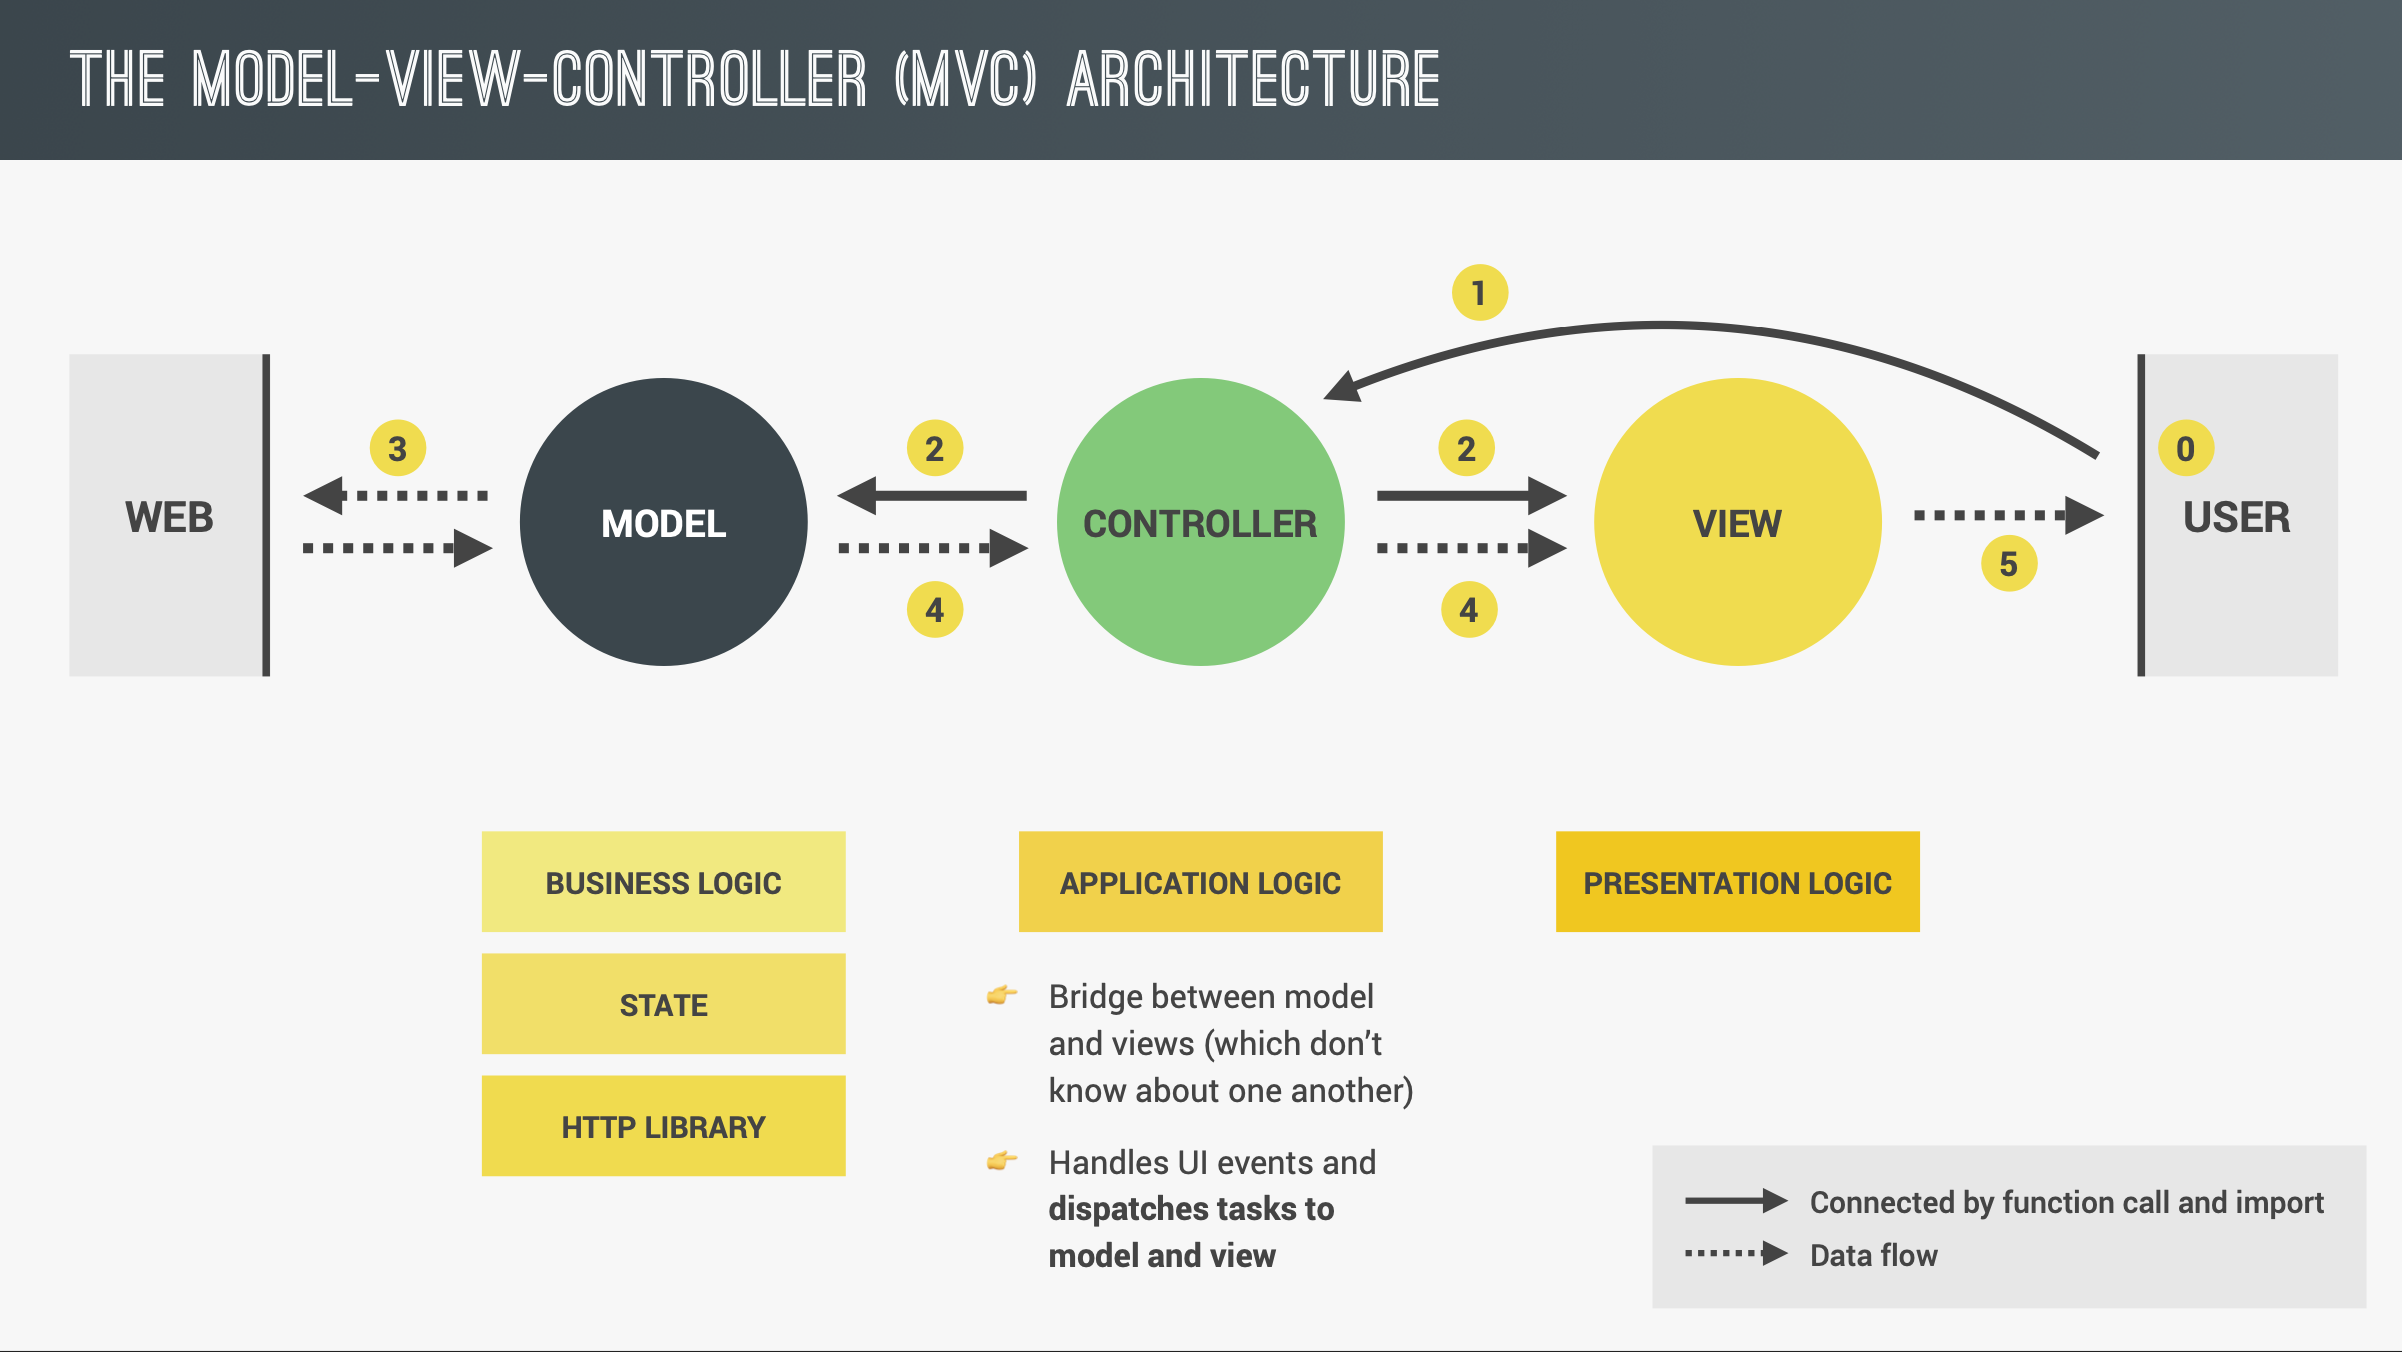 THE MODEL-VIEW-CONTROLLER (MVC) ARCHITECTURE
1
3
2
2
0
WEB
MODEL
CONTROLLER
VIEW
USER
5
4
4
BUSINESS LOGIC
APPLICATION LOGIC
PRESENTATION LOGIC
STATE
HTTP LIBRARY
Bridge between model
and views (which don’t
know about one another)
Handles UI events and
dispatches tasks to
model and view
Connected by function call and import
Data flow